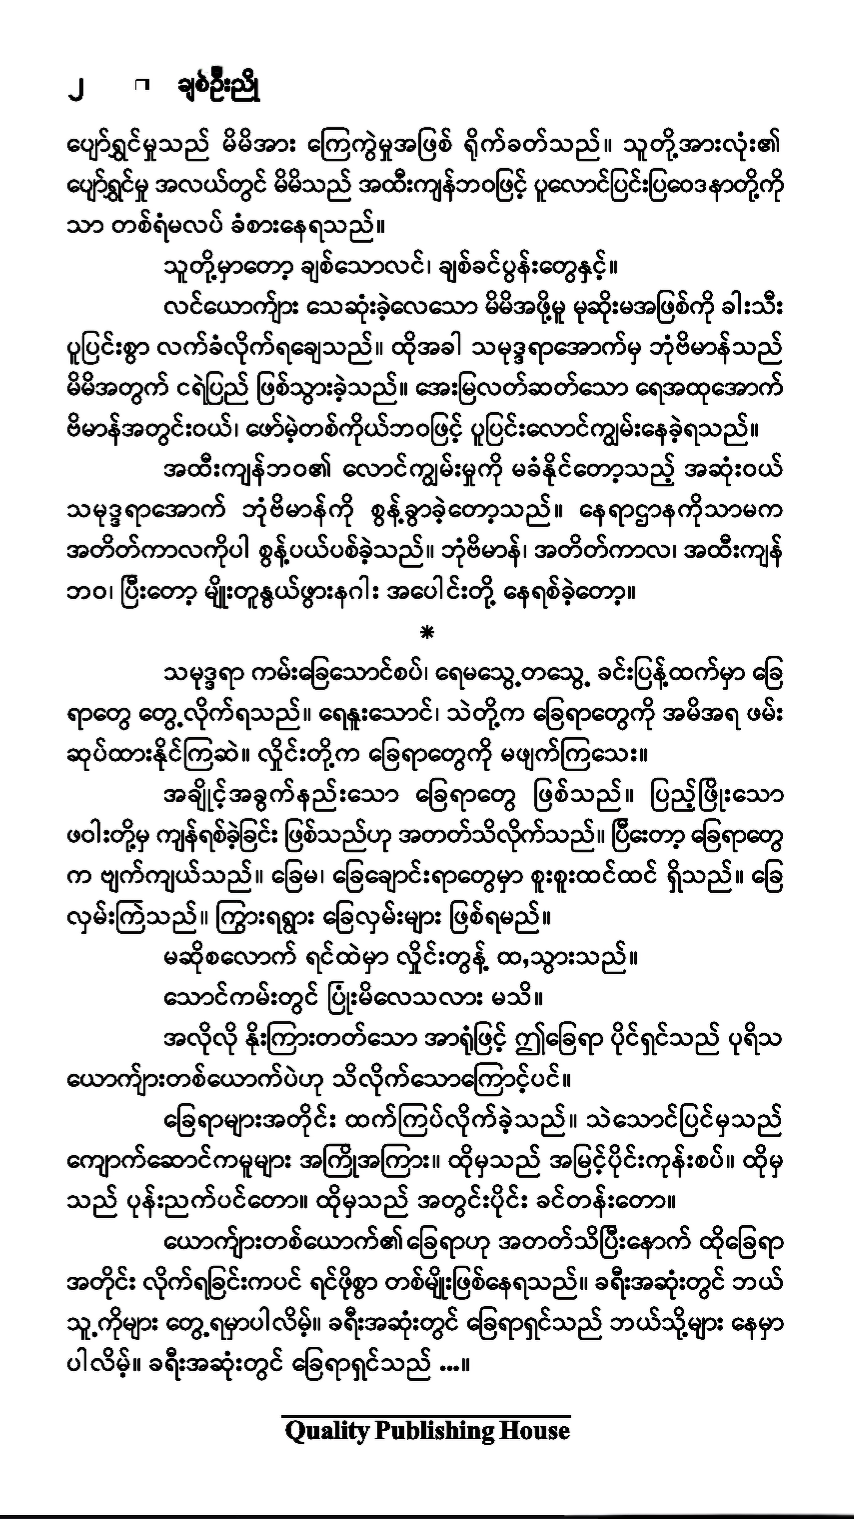 ၂ ဂ ချစ်ဦးညို
ပျော်ရွှင်မှုသည် မိမိအား ကြေကွဲမှုအဖြစ် ရိုက်ခတ်သည်။ သူတို့အားလုံး၏
ပျော်ရွှင်မှု အလယ်တွင် မိမိသည် အထီးကျန်ဘဝဖြင့် ပူလောင်ပြင်းပြဝေဒနာတို့ကို
သာ တစ်ရံမလပ် ခံစားနေရသည်။
သူတို့မှာတော့ ချစ်သောလင်၊ ချစ်ခင်ပွန်းတွေနှင့်။
လင်ယောက်ျား သေဆုံးခဲ့လေသော မိမိအဖို့မူ မုဆိုးမအဖြစ်ကို ခါးသီး
ပူပြင်းစွာ လက်ခံလိုက်ရချေသည်။ ထိုအခါ သမုဒ္ဒရာအောက်မှ ဘုံဗိမာန်သည်
မိမိအတွက် ငရဲပြည် ဖြစ်သွားခဲ့သည်။ အေးမြလတ်ဆတ်သော ရေအထုအောက်
ဗိမာန်အတွင်းဝယ်၊ ဖော်မဲ့တစ်ကိုယ်ဘဝဖြင့် ပူပြင်းလောင်ကျွမ်းနေခဲ့ရသည်။
အထီးကျန်ဘဝ၏ လောင်ကျွမ်းမှုကို မခံနိုင်တော့သည့် အဆုံးဝယ်
သမုဒ္ဒရာအောက် ဘုံဗိမာန်ကို စွန့်ခွာခဲ့တော့သည်။ နေရာဌာနကိုသာမက
အတိတ်ကာလကိုပါ စွန့်ပယ်ပစ်ခဲ့သည်။ ဘုံဗိမာန်၊ အတိတ်ကာလ၊ အထီးကျန်
ဘဝ၊ ပြီးတော့ မျိုးတူနွယ်ဖွားနဂါး အပေါင်းတို့ နေရစ်ခဲ့တော့။
*
သမုဒ္ဒရာ ကမ်းခြေသောင်စပ်၊ ရေမသွေ့တသွေ့ ခင်းပြန့်ထက်မှာ ခြေ
ရာတွေ တွေ့လိုက်ရသည်။ ရေနူးသောင်၊ သဲတို့က ခြေရာတွေကို အမိအရ ဖမ်း
ဆုပ်ထားနိုင်ကြဆဲ။ လှိုင်းတို့က ခြေရာတွေကို မဖျက်ကြသေး။
အချိုင့်အခွက်နည်းသော ခြေရာတွေ ဖြစ်သည်။ ပြည့်ဖြိုးသော
ဖဝါးတို့မှ ကျန်ရစ်ခဲ့ခြင်း ဖြစ်သည်ဟု အတတ်သိလိုက်သည်။ ပြီးတော့ ခြေရာတွေ
က ဗျက်ကျယ်သည်။ ခြေမ၊ ခြေချောင်းရာတွေမှာ စူးစူးထင်ထင် ရှိသည်။ ခြေ
လှမ်းကြဲသည်။ ကြွားရရွား ခြေလှမ်းများ ဖြစ်ရမည်။
မဆိုစလောက် ရင်ထဲမှာ လှိုင်းတွန့် ထ,သွားသည်။
သောင်ကမ်းတွင် ပြုံးမိလေသလား မသိ။
အလိုလို နိုးကြားတတ်သော အာရုံဖြင့် ဤခြေရာ ပိုင်ရှင်သည် ပုရိသ
ယောက်ျားတစ်ယောက်ပဲဟု သိလိုက်သောကြောင့်ပင်။
ခြေရာများအတိုင်း ထက်ကြပ်လိုက်ခဲ့သည်။ သဲသောင်ပြင်မှသည်
ကျောက်ဆောင်ကမူများ အကြိုအကြား။ ထိုမှသည် အမြင့်ပိုင်းကုန်းစပ်။ ထိုမှ
သည် ပုန်းညက်ပင်တော။ ထိုမှသည် အတွင်းပိုင်း ခင်တန်းတော။
ယောက်ျားတစ်ယောက်၏ခြေရာဟု အတတ်သိပြီးနောက် ထိုခြေရာ
အတိုင်း လိုက်ရခြင်းကပင် ရင်ဖိုစွာ တစ်မျိုးဖြစ်နေရသည်။ ခရီးအဆုံးတွင် ဘယ်
သူ့ကိုများ တွေ့ရမှာပါလိမ့်။ ခရီးအဆုံးတွင် ခြေရာရှင်သည် ဘယ်သို့များ နေမှာ
ပါလိမ့်။ ခရီးအဆုံးတွင် ခြေရာရှင်သည် ...။
Quality Publishing House